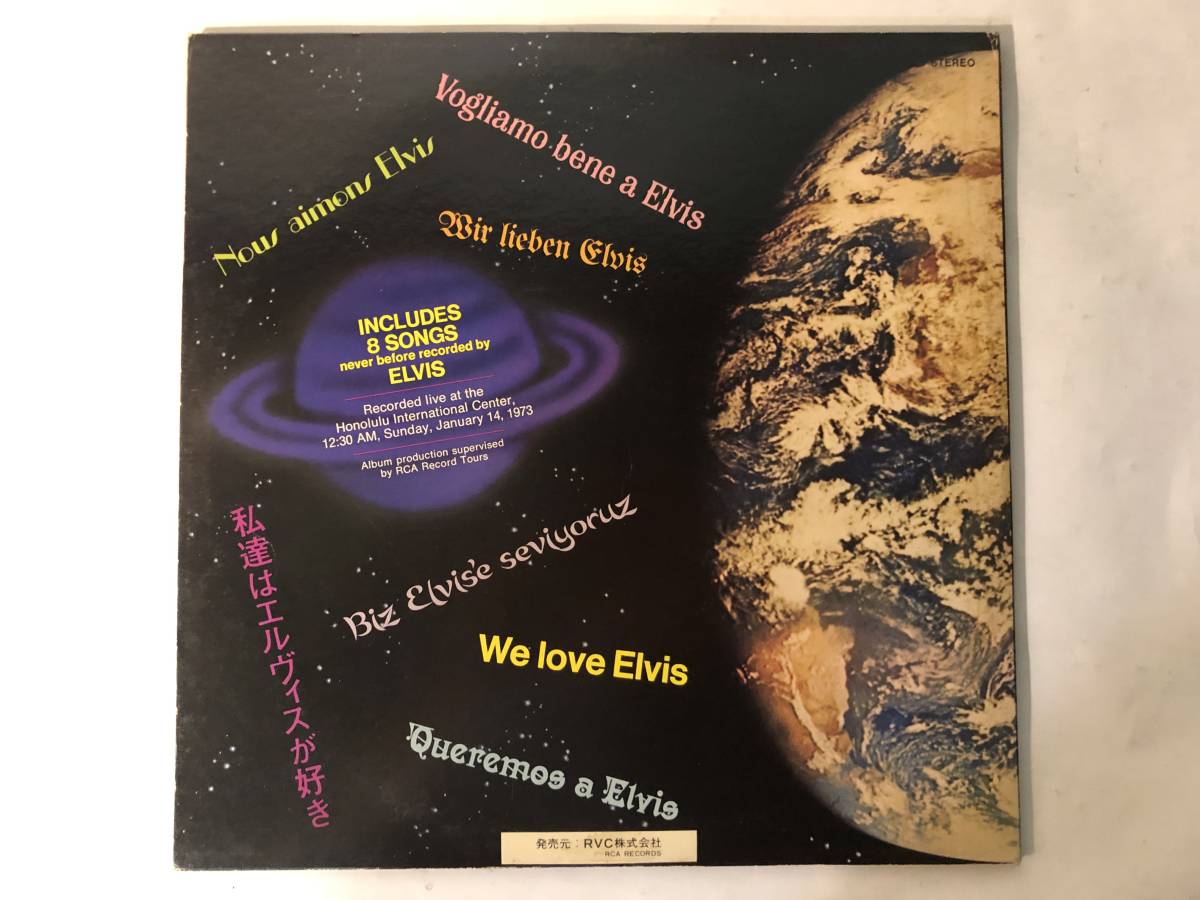 STEREO
Vogliamo bene a Elvis
Nous aimons Elvis
Wir lieben Elvis
INCLUDES
8 SONGS
never before recorded by
ELVIS
Recorded live at the
Honolulu International Center,
12:30 AM, Sunday, January 14, 1973
Album production supervised
by RCA Record Tours
私達はエルヴィスが好き
Biz Elvis'e seviyoruz
We love Elvis
Queremos a Elvis
発売元：RVC株式会社
RCA RECORDS